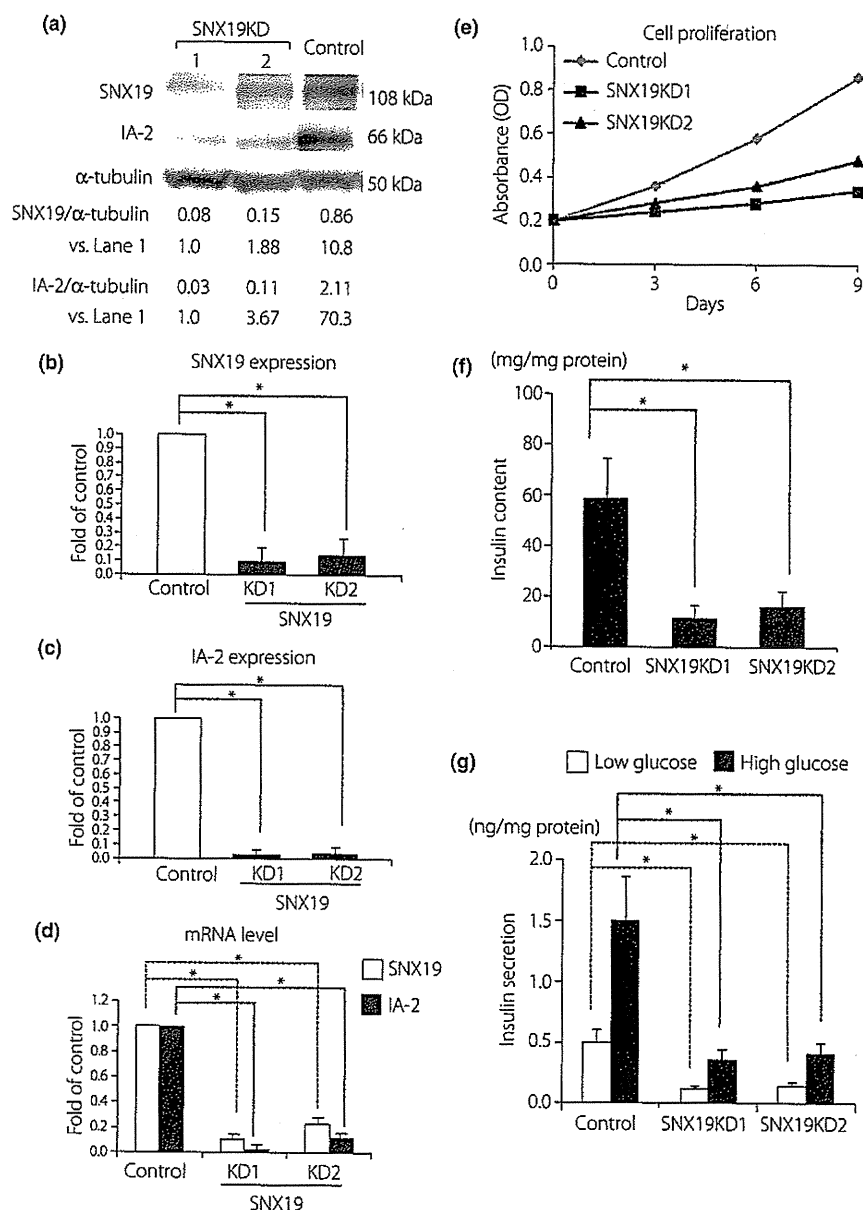 (a)
SNX19KD
1 2 Control
SNX19
108 kDa
IA-2
66 kDa
α-tubulin
50 kDa
SNX19/α-tubulin 0.08 0.15 0.86
vs. Lane 1 1.0 1.88 10.8
IA-2/α-tubulin 0.03 0.11 2.11
vs. Lane 1 1.0 3.67 70.3
(b)
SNX19 expression
* 
*
Fold of control
1.0
0.9
0.8
0.7
0.6
0.5
0.4
0.3
0.2
0.1
0.0
Control KD1 KD2
SNX19
(c)
IA-2 expression
*
*
Fold of control
1.0
0.9
0.8
0.7
0.6
0.5
0.4
0.3
0.2
0.1
0.0
Control KD1 KD2
SNX19
(d)
mRNA level
SNX19
IA-2
*
*
*
*
Fold of control
1.2
1.0
0.8
0.6
0.4
0.2
0.0
Control KD1 KD2
SNX19
(e)
Cell proliferation
Control
SNX19KD1
SNX19KD2
Absorbance (OD)
1.0
0.8
0.6
0.4
0.2
0
0 3 6 9
Days
(f)
(mg/mg protein)
*
*
Insulin content
100
80
60
40
20
0
Control SNX19KD1 SNX19KD2
(g)
Low glucose High glucose
(ng/mg protein)
*
*
*
*
Insulin secretion
2.0
1.5
1.0
0.5
0.0
Control SNX19KD1 SNX19KD2